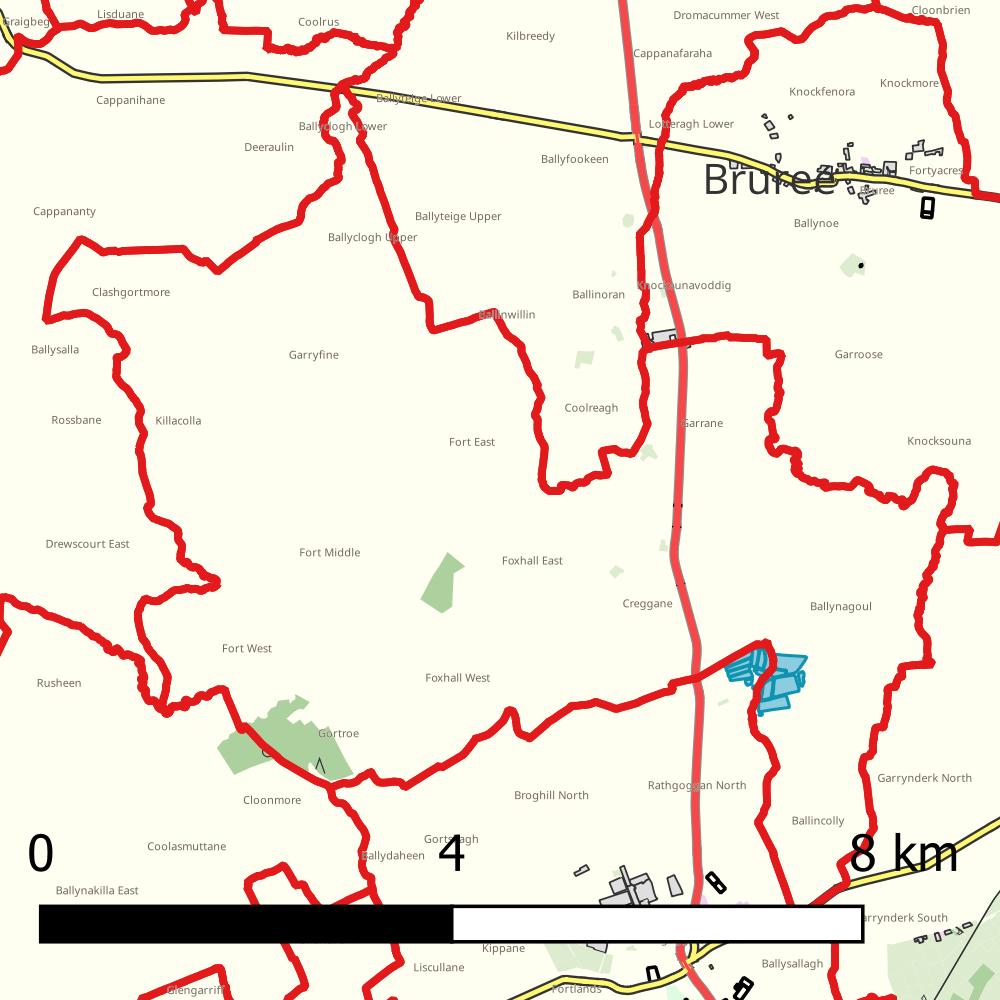 Lisduane
Coolrus
Dromacummer West
Cloonbrien
Graigbeg
Kilbreedy
Cappanafaraha
Knockmore
Knockfenora
Cappanihane
Ballyteige Lower
Ballyclogh Lower
Lotteragh Lower
Deeraulin
Ballyfookeen
Fortyacres
Bruree
Bruree
Cappananty
Ballyteige Upper
Ballynoe
Ballyclogh Upper
Clashgortmore
Ballinoran
Knockaunavoddig
Ballinwillin
Ballysalla
Garryfine
Garroose
Coolreagh
Rossbane
Killacolla
Garrane
Fort East
Knocksouna
Drewscourt East
Fort Middle
Foxhall East
Creggane
Ballynagoul
Fort West
Rusheen
Foxhall West
Gortroe
Garrynderk North
Rathgoggan North
Broghill North
Cloonmore
Ballincolly
Gortskagh
Coolasmuttane
Ballydaheen
0 4 8 km
Ballynakilla East
Garrynderk South
Kippane
Liscullane
Ballysallagh
Glengarriff
Fortlands